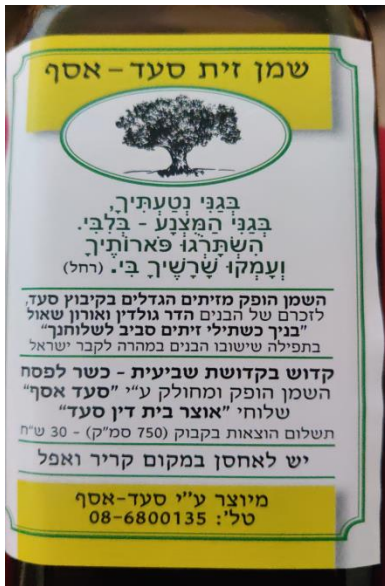 שמן זית סעד - אסף
בְּגַנִּי נְטַעְתִּיךָ,
בְּגַנִּי הַמֻּצְנָע - בְּלִבִּי.
הִשְׂתָּרְגוּ פֹּארוֹתֶיךָ
וְעָמְקוּ שָׁרָשֶׁיךָ בִּי. (רחל)
השמן הופק מזיתים הגדלים בקיבוץ סעד,
לזכרם של הבנים הדר גולדין ואורון שאול
"בניך כשתילי זיתים סביב לשלוחנך"
בתפילה שישובו הבנים במהרה לקבר ישראל
קדוש בקדושת שביעית - כשר לפסח
השמן הופק ומחולק ע"י "סעד אסף"
שלוחי "אוצר בית דין סעד"
תשלום הוצאות בקבוק (750 סמ"ק) - 30 ש"ח
יש לאחסן במקום קריר ואפל
מיוצר ע"י סעד-אסף
טל': 08-6800135